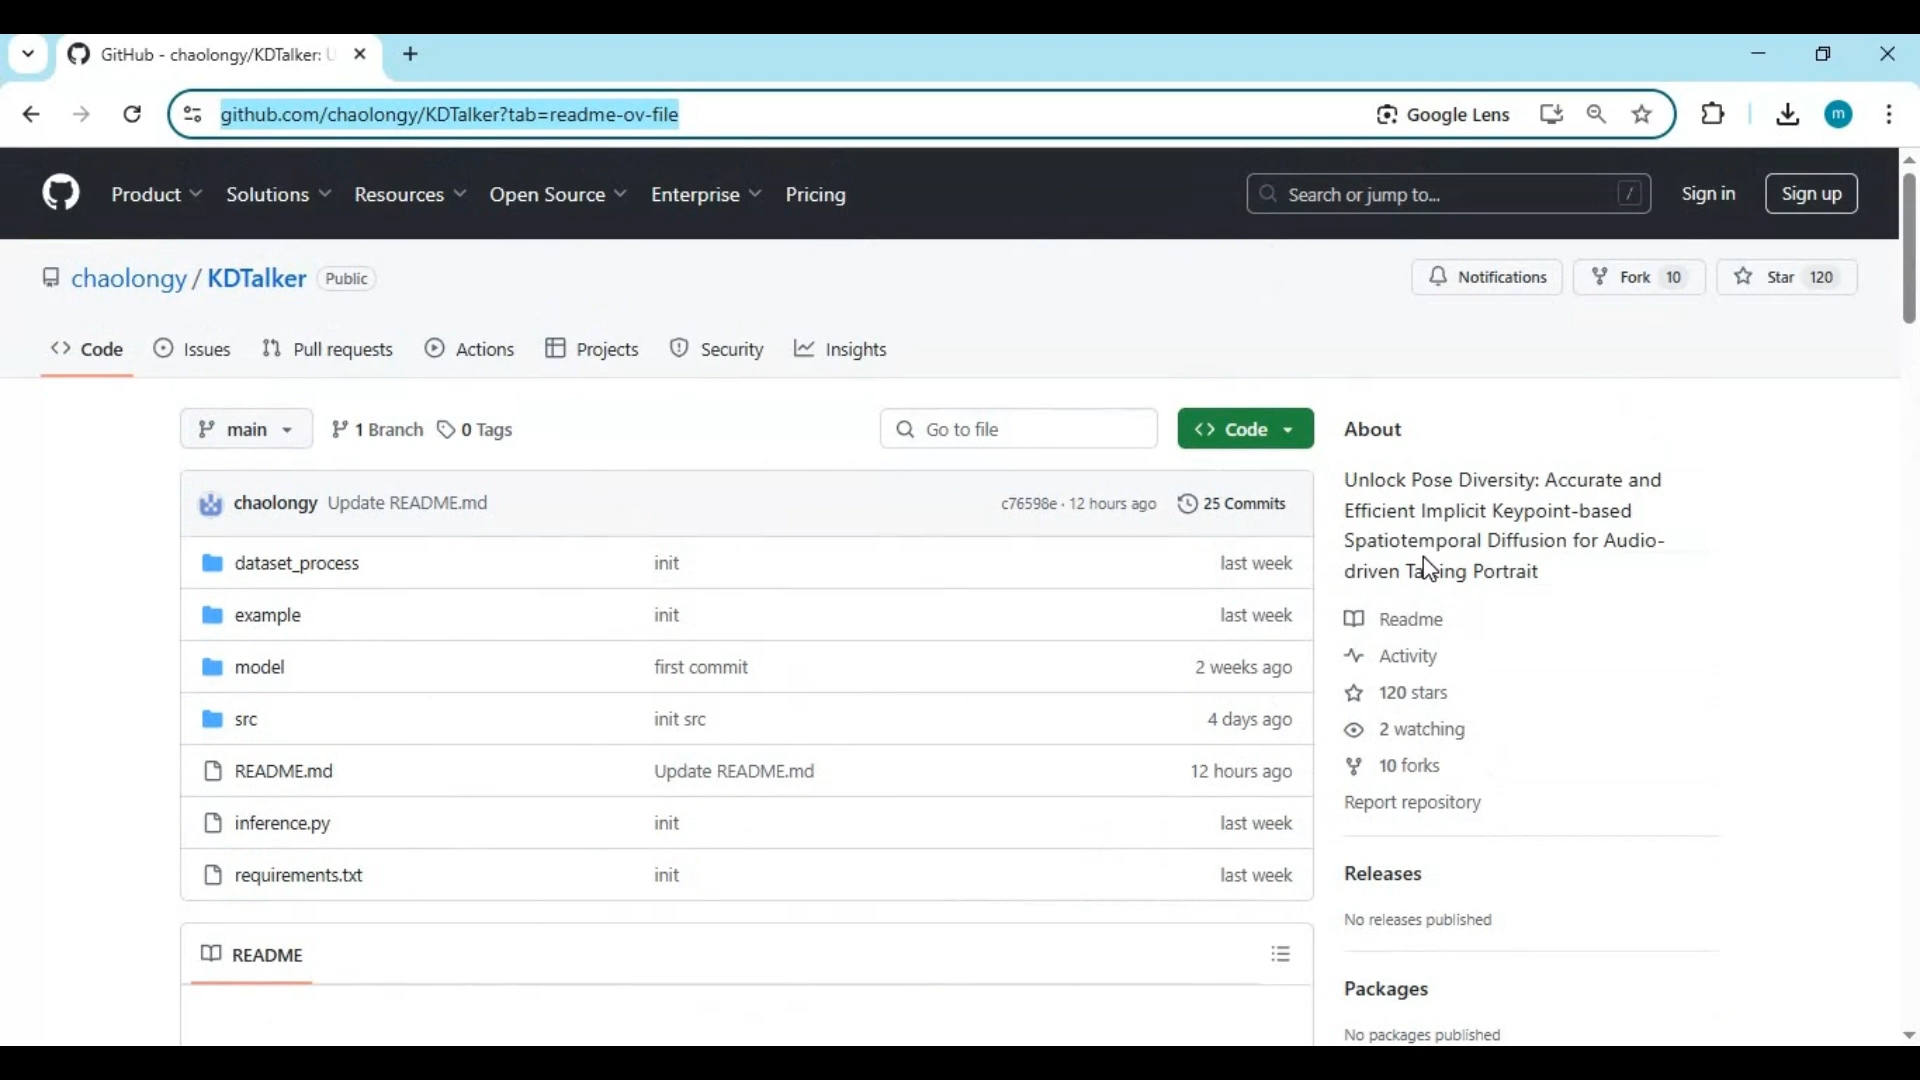 GitHub - chaolongy/KDTalker: U
github.com/chaolongy/KDTalker?tab=readme-ov-file
Google Lens
m
Product
Solutions
Resources
Open Source
Enterprise
Pricing
Search or jump to...
/
Sign in
Sign up
chaolongy / KDTalker
Public
Notifications
Fork 10
Star 120
Code
Issues
Pull requests
Actions
Projects
Security
Insights
main
1 Branch
0 Tags
Go to file
Code
chaolongy Update README.md
c76598e · 12 hours ago
25 Commits
dataset_process
init
last week
example
init
last week
model
first commit
2 weeks ago
src
init src
4 days ago
README.md
Update README.md
12 hours ago
inference.py
init
last week
requirements.txt
init
last week
README
About
Unlock Pose Diversity: Accurate and
Efficient Implicit Keypoint-based
Spatiotemporal Diffusion for Audio-
driven Talking Portrait
Readme
Activity
120 stars
2 watching
10 forks
Report repository
Releases
No releases published
Packages
No packages published